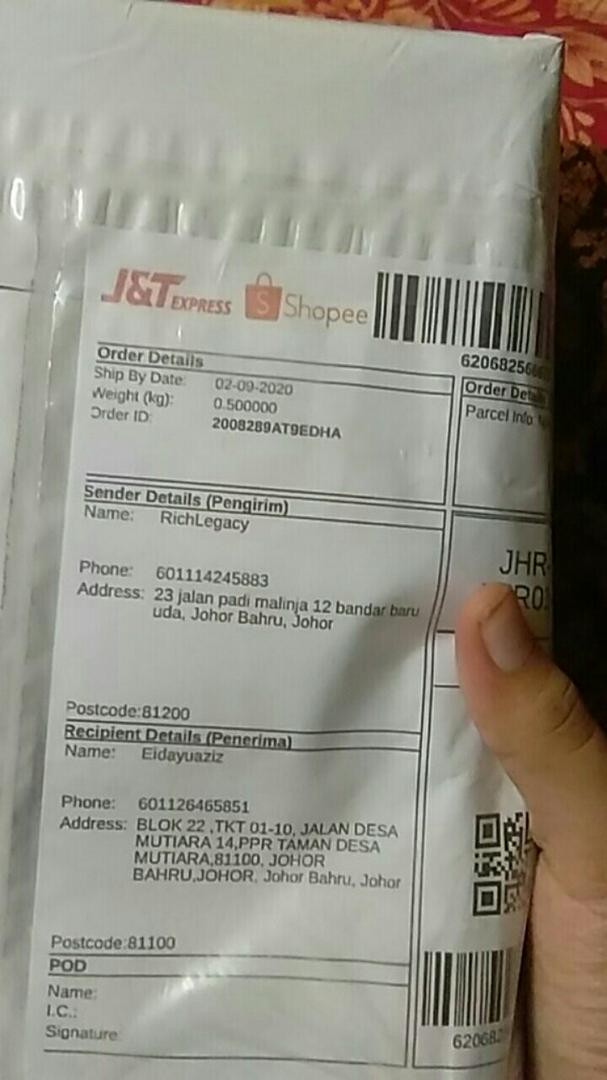 J&T EXPRESS Shopee
Order Details
Ship By Date: 02-09-2020
Weight (kg): 0.500000
Order ID: 2008289AT9EDHA
Order
Parcel Info:
Sender Details (Pengirim)
Name: RichLegacy
Phone: 601114245883
Address: 23 jalan padi malinja 12 bandar baru
uda, Johor Bahru, Johor
JHR-
Postcode:81200
Recipient Details (Penerima)
Name: Eidayuaziz
Phone: 601126465851
Address: BLOK 22 ,TKT 01-10, JALAN DESA
MUTIARA 14,PPR TAMAN DESA
MUTIARA,81100, JOHOR
BAHRU,JOHOR, Johor Bahru, Johor
Postcode:81100
POD
Name:
I.C.:
Signature: